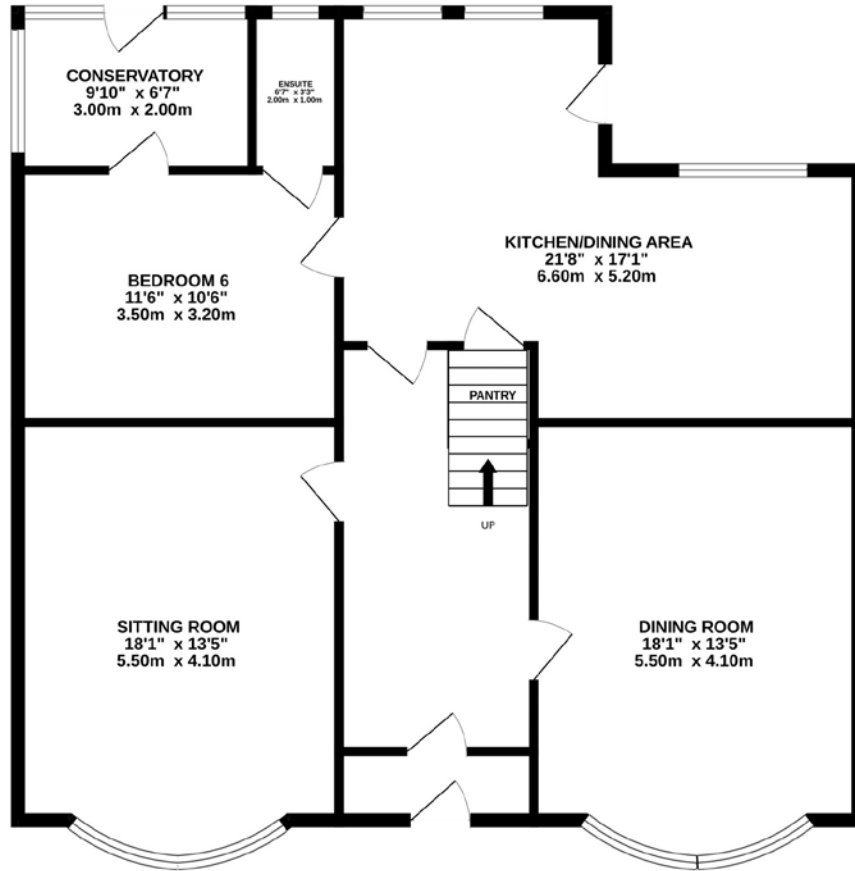 CONSERVATORY
9'10" x 6'7"
3.00m x 2.00m
ENSUITE
6'7" x 3'3"
2.00m x 1.00m
KITCHEN/DINING AREA
21'8" x 17'1"
6.60m x 5.20m
BEDROOM 6
11'6" x 10'6"
3.50m x 3.20m
PANTRY
UP
SITTING ROOM
18'1" x 13'5"
5.50m x 4.10m
DINING ROOM
18'1" x 13'5"
5.50m x 4.10m